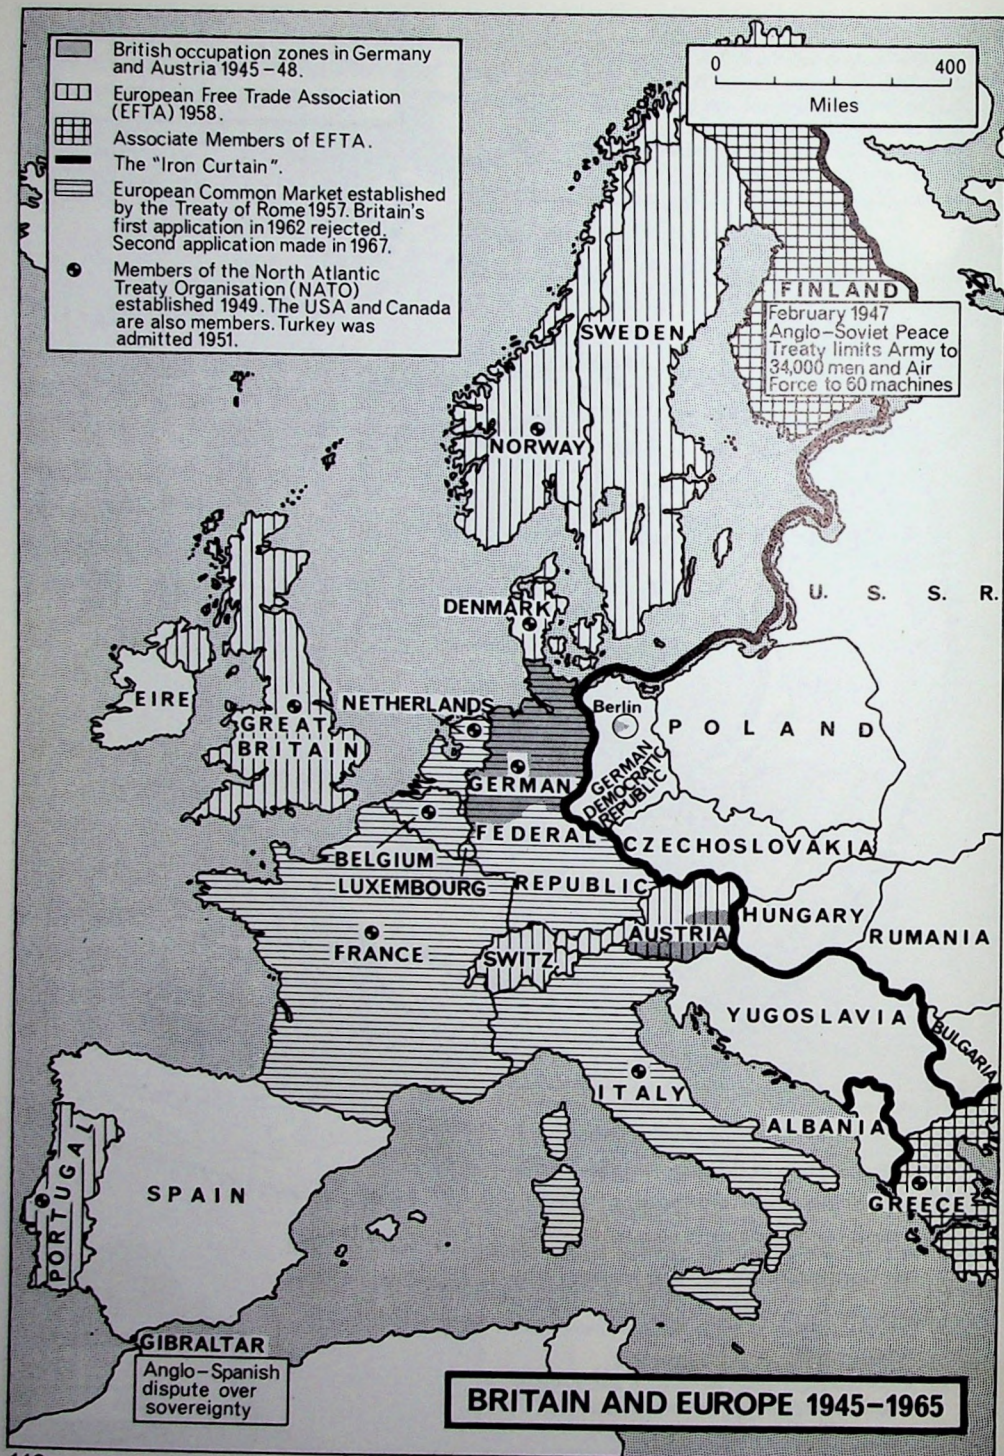 British occupation zones in Germany
and Austria 1945-48.
European Free Trade Association
(EFTA) 1958.
Associate Members of EFTA.
The "Iron Curtain".
European Common Market established
by the Treaty of Rome 1957. Britain's
first application in 1962 rejected.
Second application made in 1967.
Members of the North Atlantic
Treaty Organisation (NATO)
established 1949. The USA and Canada
are also members. Turkey was
admitted 1951.
0 400
Miles
FINLAND
February 1947
Anglo-Soviet Peace
Treaty limits Army to
34,000 men and Air
Force to 60 machines
SWEDEN
NORWAY
DENMARK
U. S. S. R.
EIRE
GREAT
BRITAIN
NETHERLANDS
Berlin
POLAND
GERMAN
DEMOCRATIC
REPUBLIC
GERMAN
FEDERAL
REPUBLIC
BELGIUM
LUXEMBOURG
CZECHOSLOVAKIA
FRANCE
SWITZ
AUSTRIA
HUNGARY
RUMANIA
YUGOSLAVIA
BULGARIA
ITALY
ALBANIA
GREECE
PORTUGAL
SPAIN
GIBRALTAR
Anglo-Spanish
dispute over
sovereignty
BRITAIN AND EUROPE 1945-1965